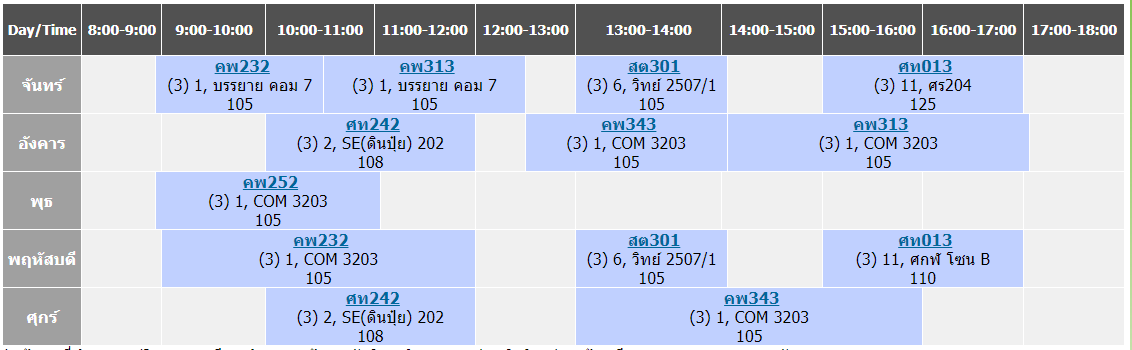 Day/Time 8:00-9:00 9:00-10:00 10:00-11:00 11:00-12:00 12:00-13:00 13:00-14:00 14:00-15:00 15:00-16:00 16:00-17:00 17:00-18:00
จันทร์
คพ232
(3) 1, บรรยาย คอม 7
105
คพ313
(3) 1, บรรยาย คอม 7
105
สต301
(3) 6, วิทย์ 2507/1
105
ศท013
(3) 11, ศร204
125
อังคาร
ศท242
(3) 2, SE(ดินปุ๋ย) 202
108
คพ343
(3) 1, COM 3203
105
คพ313
(3) 1, COM 3203
105
พุธ
คพ252
(3) 1, COM 3203
105
พฤหัสบดี
คพ232
(3) 1, COM 3203
105
สต301
(3) 6, วิทย์ 2507/1
105
ศท013
(3) 11, ศกฬ โซน B
110
ศุกร์
ศท242
(3) 2, SE(ดินปุ๋ย) 202
108
คพ343
(3) 1, COM 3203
105